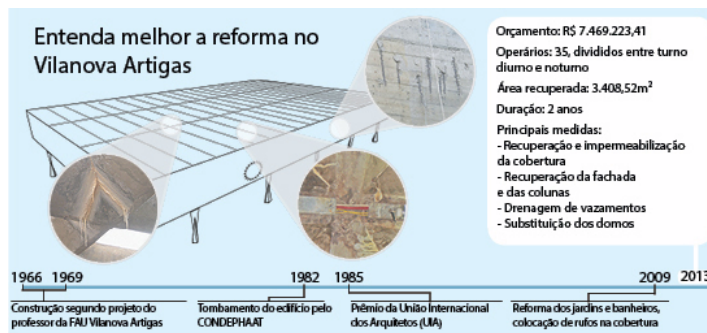 Entenda melhor a reforma no
Vilanova Artigas
Orçamento: R$ 7.469.223,41
Operários: 35, divididos entre turno
diurno e noturno
Área recuperada: 3.408,52m²
Duração: 2 anos
Principais medidas:
- Recuperação e impermeabilização
da cobertura
- Recuperação da fachada
e das colunas
- Drenagem de vazamentos
- Substituição dos domos
1966 1969 1982 1985 2009 2013
Construção segundo projeto do
professor da FAU Vilanova Artigas
Tombamento do edifício pelo
CONDEPHAAT
Prêmio da União Internacional
dos Arquitetos (UIA)
Reforma dos jardins e banheiros,
colocação de rufos na cobertura